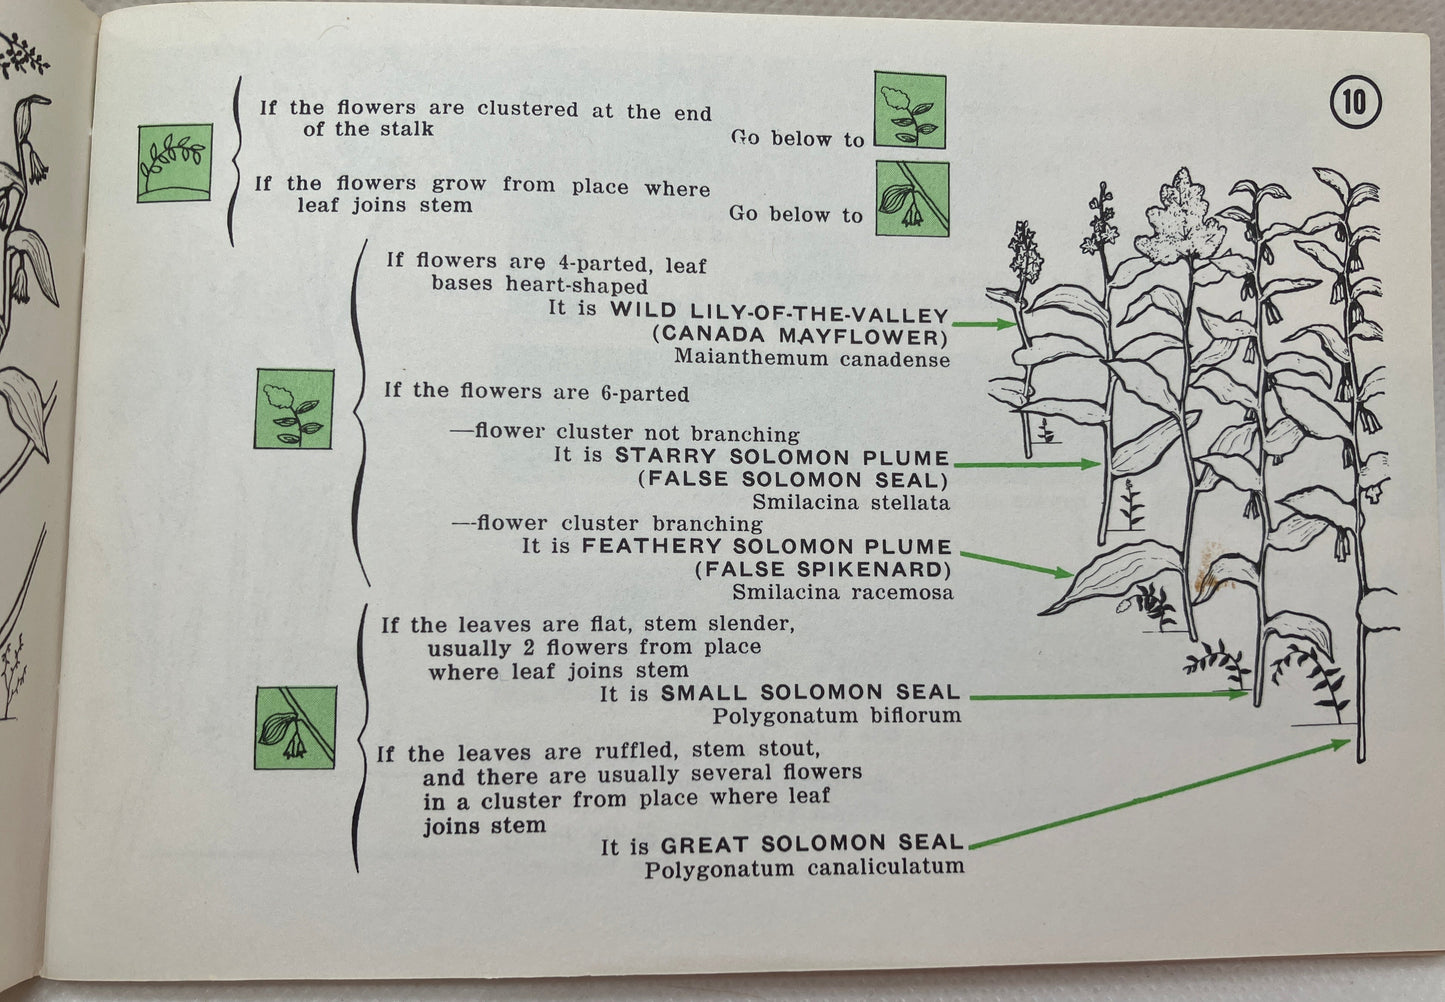 10
If the flowers are clustered at the end
of the stalk
Go below to
If the flowers grow from place where
leaf joins stem
Go below to
If flowers are 4-parted, leaf
bases heart-shaped
It is WILD LILY-OF-THE-VALLEY
(CANADA MAYFLOWER)
Maianthemum canadense
If the flowers are 6-parted
—flower cluster not branching
It is STARRY SOLOMON PLUME
(FALSE SOLOMON SEAL)
Smilacina stellata
—flower cluster branching
It is FEATHERY SOLOMON PLUME
(FALSE SPIKENARD)
Smilacina racemosa
If the leaves are flat, stem slender,
usually 2 flowers from place
where leaf joins stem
It is SMALL SOLOMON SEAL
Polygonatum biflorum
If the leaves are ruffled, stem stout,
and there are usually several flowers
in a cluster from place where leaf
joins stem
It is GREAT SOLOMON SEAL
Polygonatum canaliculatum